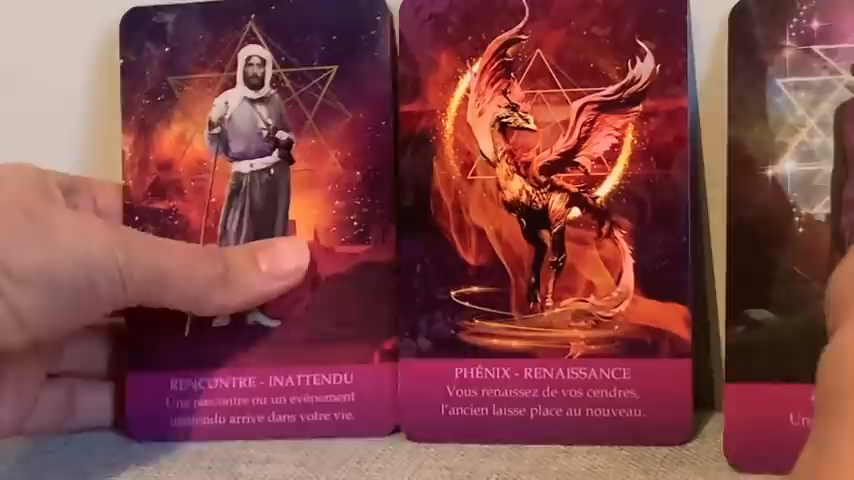 RENCONTRE - INATTENDU
Une rencontre ou un évènement
inattendu arrive dans votre vie.
PHÉNIX - RENAISSANCE
Vous renaissez de vos cendres,
l'ancien laisse place au nouveau.